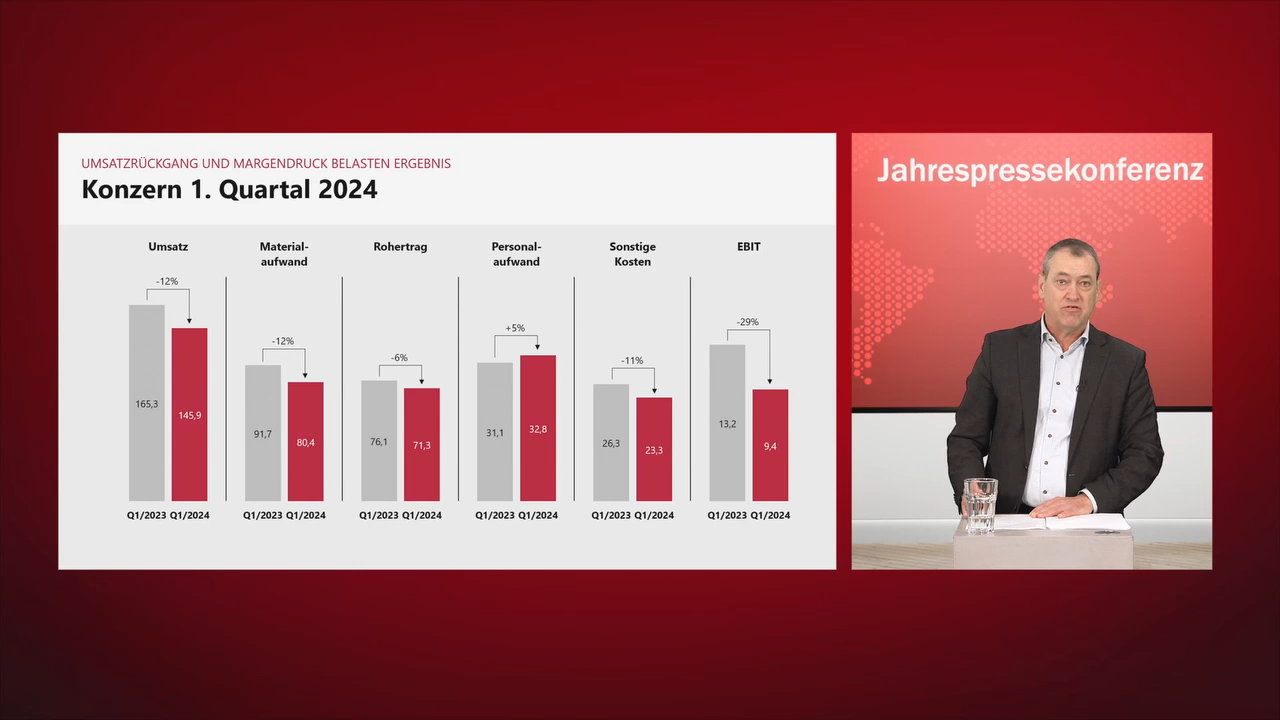 UMSATZRÜCKGANG UND MARGENDRUCK BELASTEN ERGEBNIS
Konzern 1. Quartal 2024
Umsatz
-12%
165,3
145,9
Q1/2023 Q1/2024
Material-
aufwand
-12%
91,7
80,4
Q1/2023 Q1/2024
Rohertrag
-6%
76,1
71,3
Q1/2023 Q1/2024
Personal-
aufwand
+5%
31,1
32,8
Q1/2023 Q1/2024
Sonstige
Kosten
-11%
26,3
23,3
Q1/2023 Q1/2024
EBIT
-29%
13,2
9,4
Q1/2023 Q1/2024
Jahrespressekonferenz